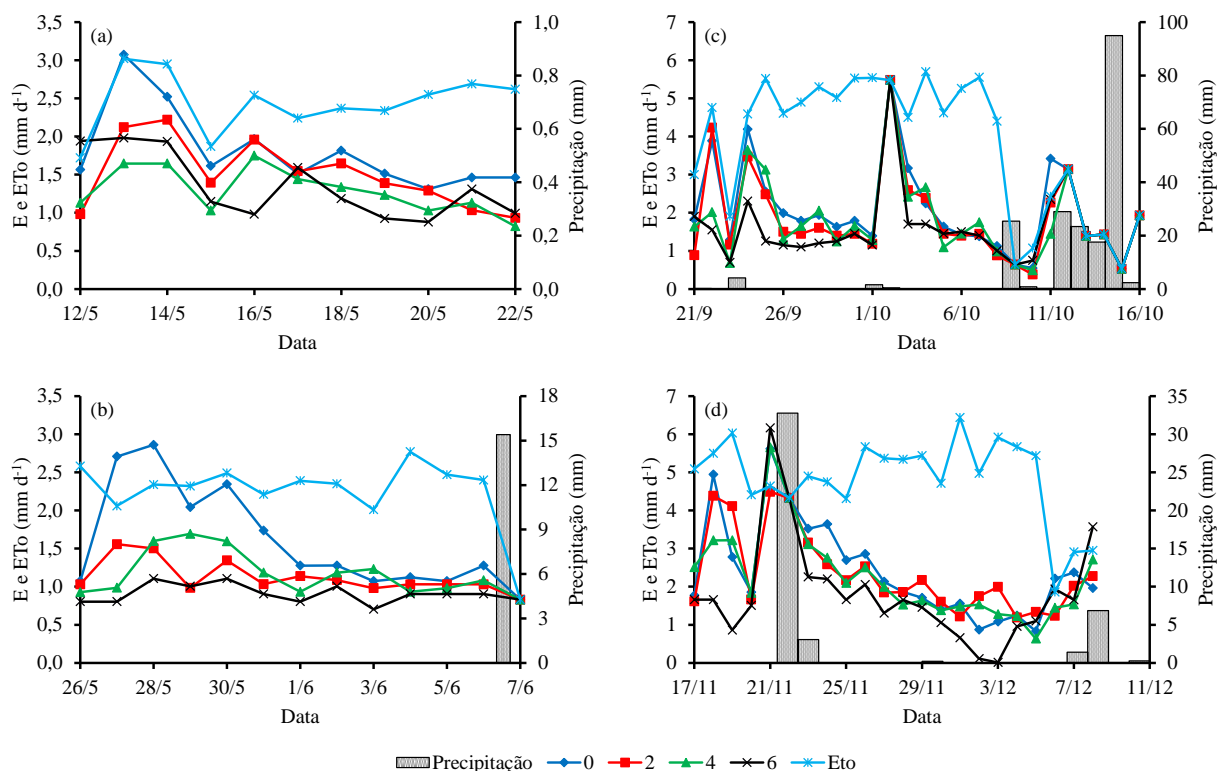 (a)
E e ETo (mm d⁻¹)
3,5
3,0
2,5
2,0
1,5
1,0
0,5
0,0
1,0
0,8
0,6
0,4
0,2
0,0
Precipitação (mm)
12/5 14/5 16/5 18/5 20/5 22/5
Data
(c)
E e ETo (mm d⁻¹)
7
6
5
4
3
2
1
0
100
80
60
40
20
0
Precipitação (mm)
21/9 26/9 1/10 6/10 11/10 16/10
Data
(b)
E e ETo (mm d⁻¹)
3,5
3,0
2,5
2,0
1,5
1,0
0,5
0,0
18
15
12
9
6
3
0
Precipitação (mm)
26/5 28/5 30/5 1/6 3/6 5/6 7/6
Data
(d)
E e ETo (mm d⁻¹)
7
6
5
4
3
2
1
0
35
30
25
20
15
10
5
0
Precipitação (mm)
17/11 21/11 25/11 29/11 3/12 7/12 11/12
Data
Precipitação 0 2 4 6 Eto